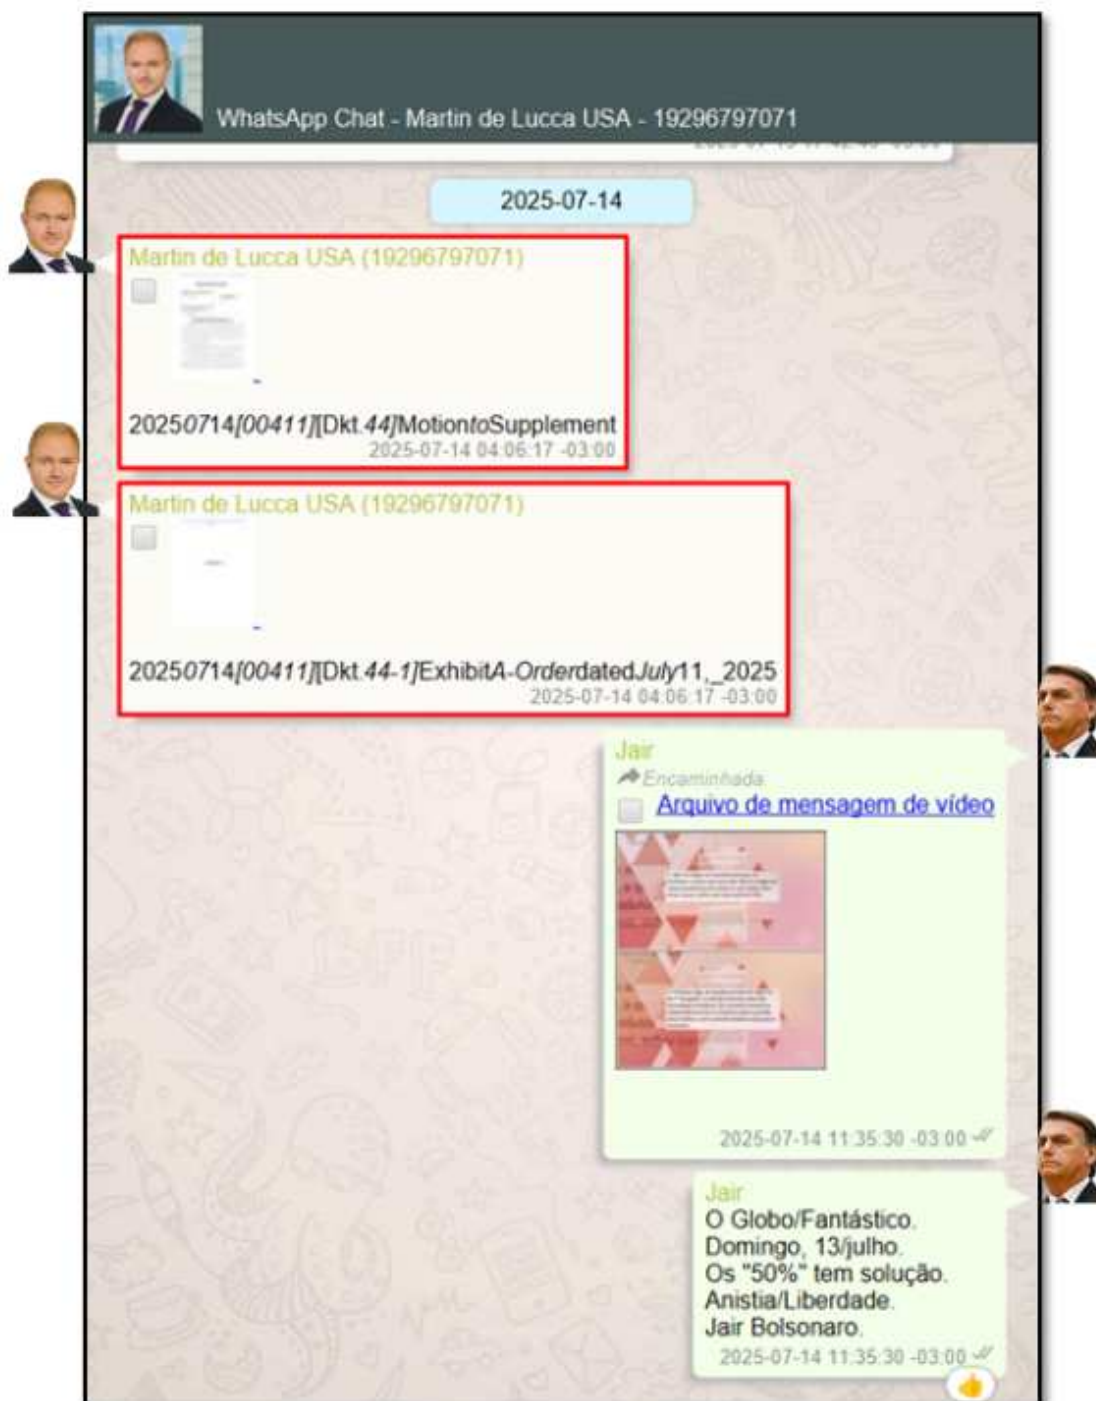 WhatsApp Chat - Martin de Lucca USA - 19296797071
2025-07-14
Martin de Lucca USA (19296797071)
20250714[00411][Dkt.44]MotiontoSupplement
2025-07-14 04:06:17 -03:00
Martin de Lucca USA (19296797071)
20250714[00411][Dkt.44-1]ExhibitA-OrderdatedJuly11,_2025
2025-07-14 04:06:17 -03:00
Jair
Encaminhada
Arquivo de mensagem de vídeo
2025-07-14 11:35:30 -03:00
Jair
O Globo/Fantástico.
Domingo, 13/julho.
Os "50%" tem solução.
Anistia/Liberdade.
Jair Bolsonaro.
2025-07-14 11:35:30 -03:00